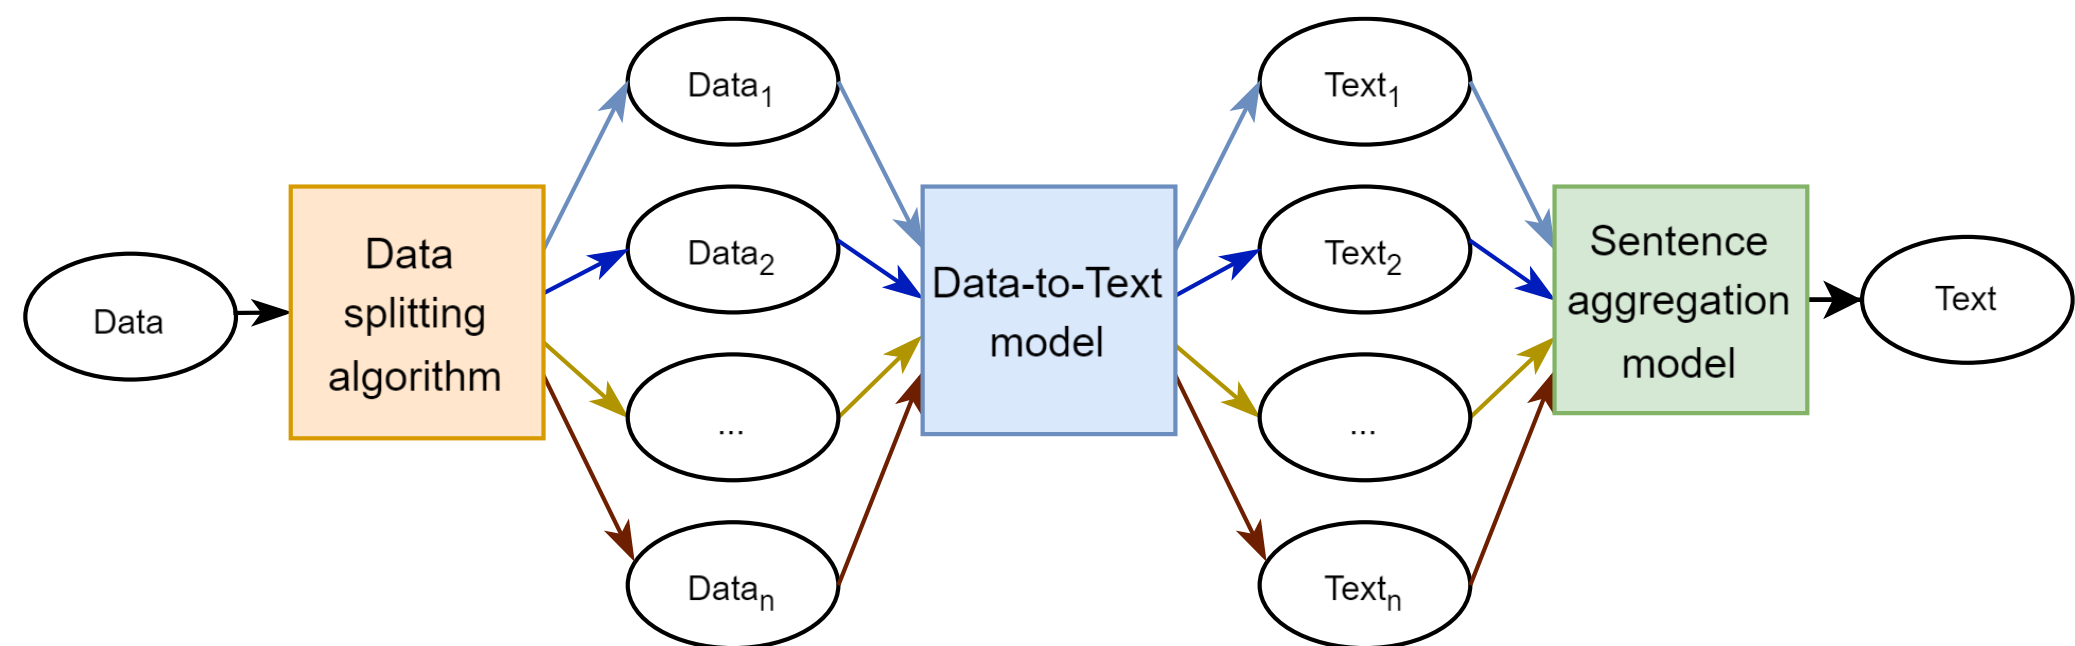 Data
Data
splitting
algorithm
Data1
Data2
...
Datan
Data-to-Text
model
Text1
Text2
...
Textn
Sentence
aggregation
model
Text